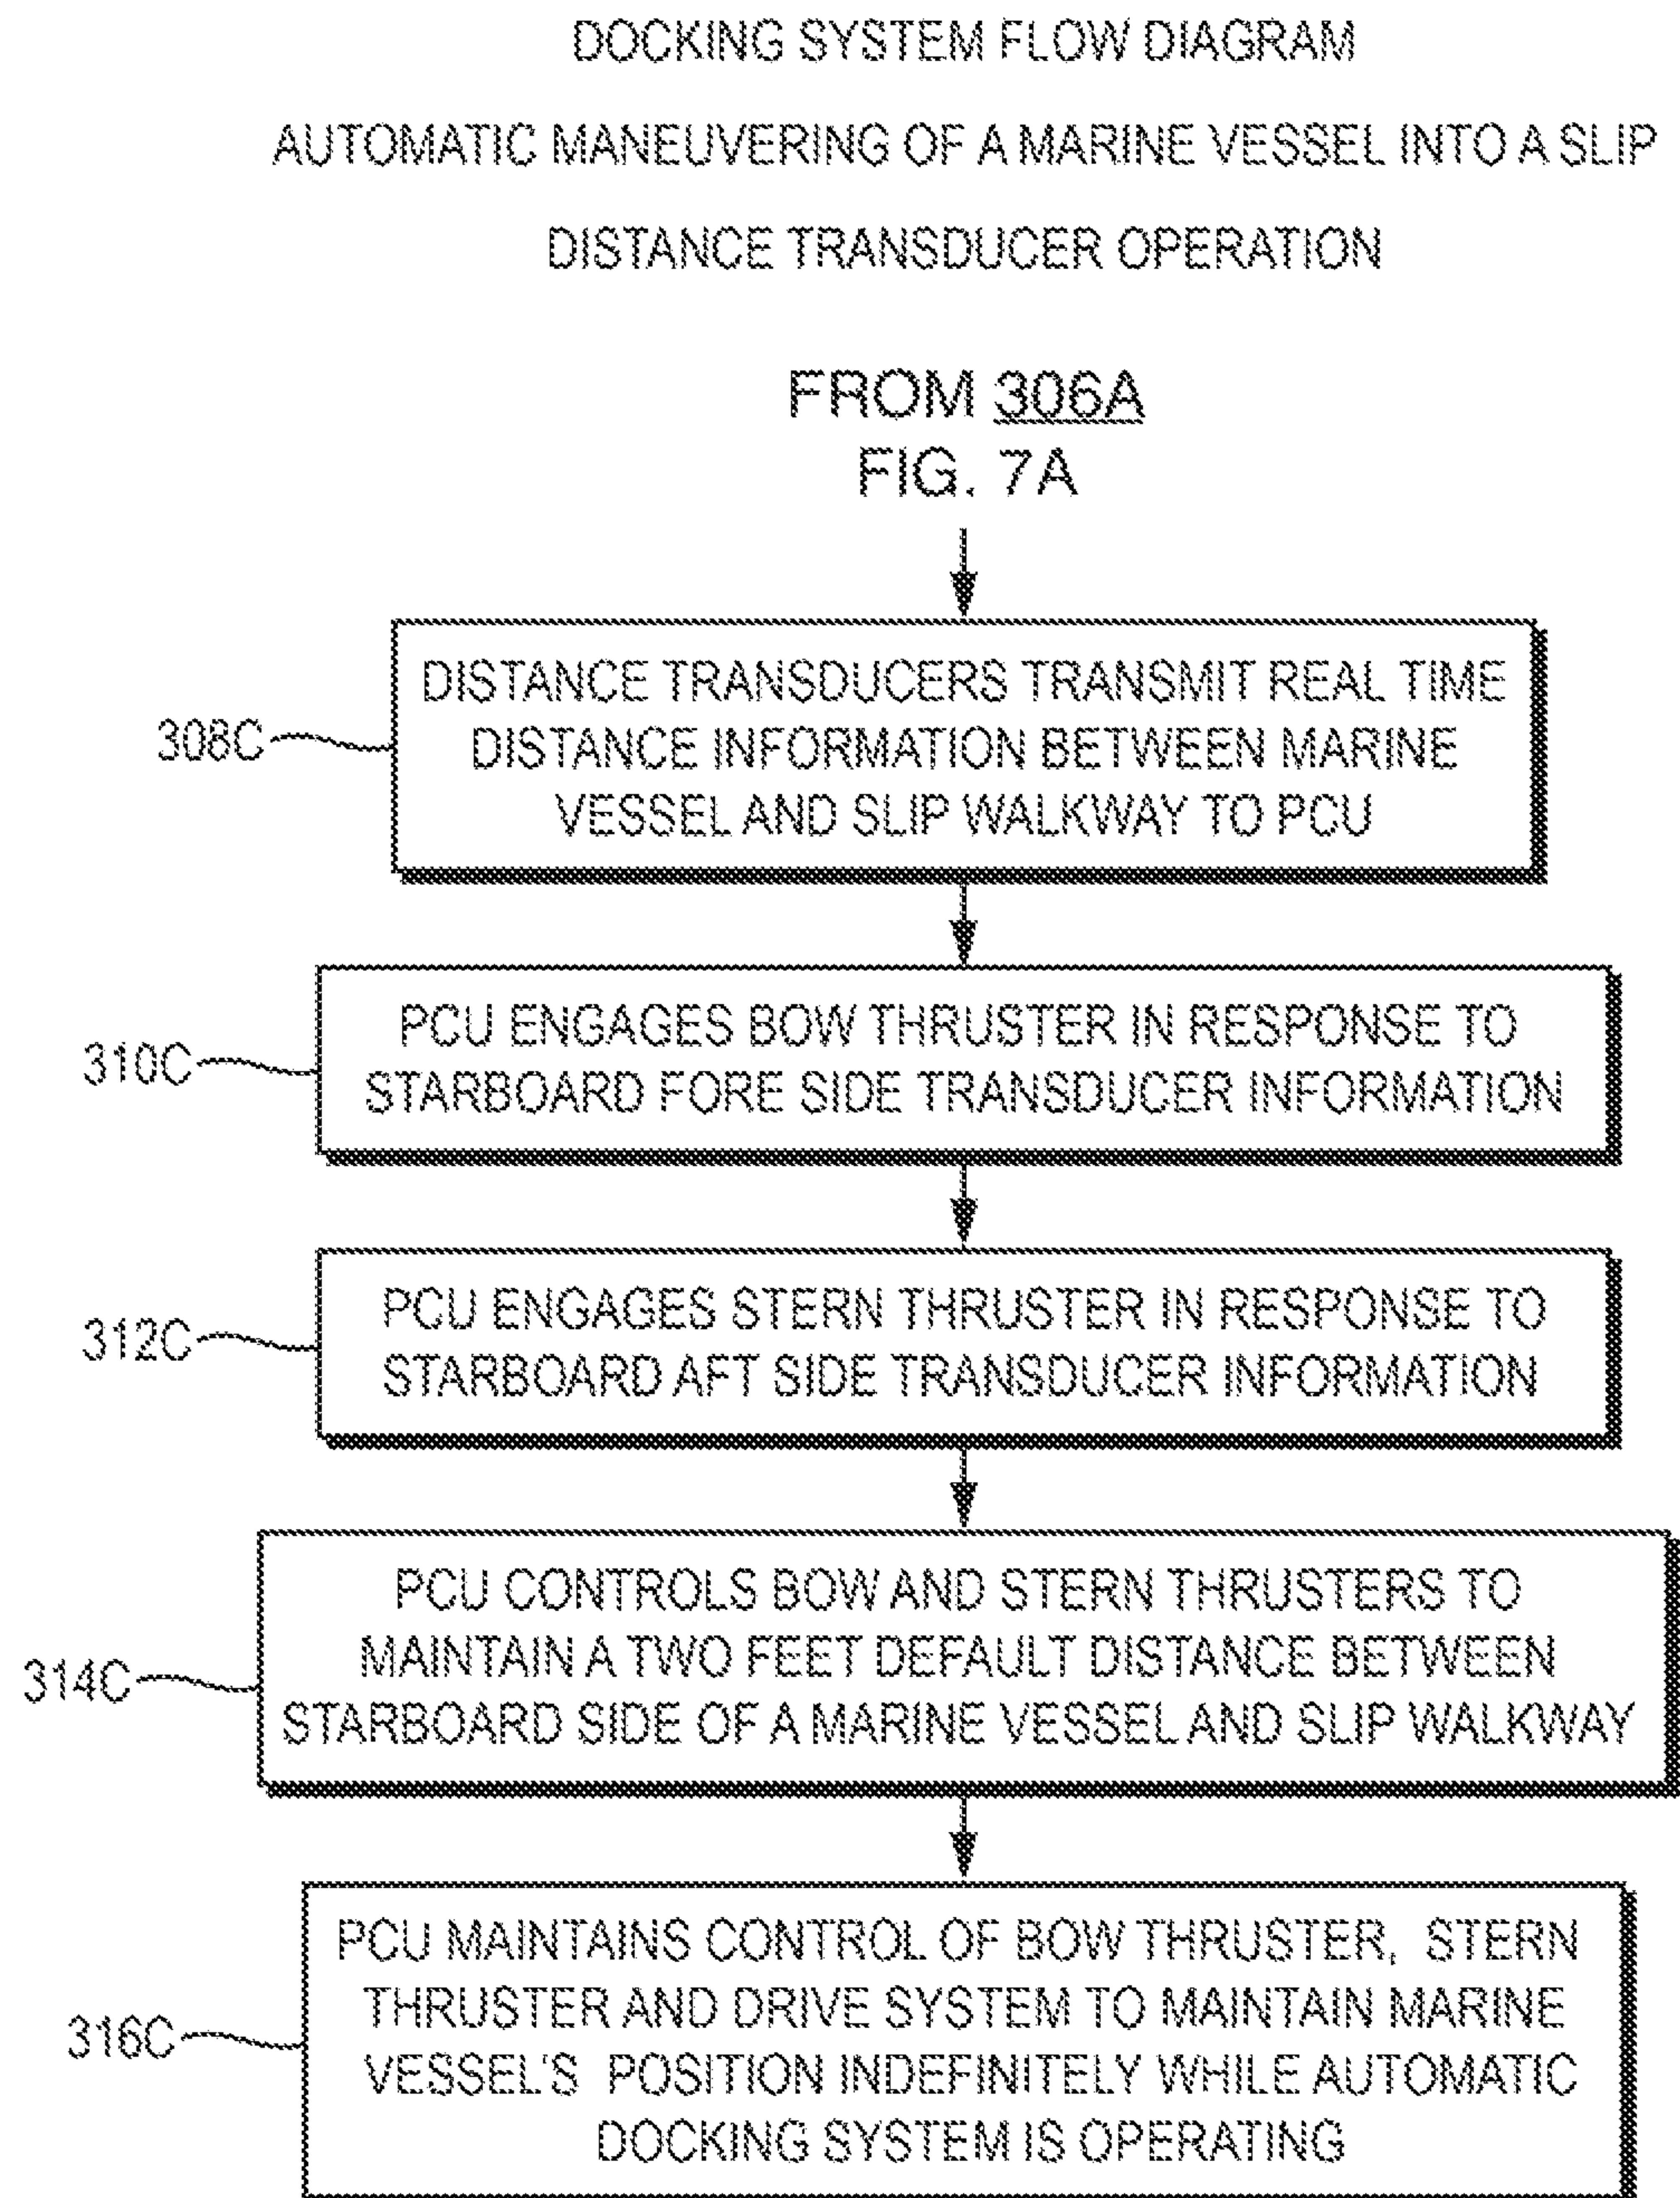 DOCKING SYSTEM FLOW DIAGRAM
AUTOMATIC MANEUVERING OF A MARINE VESSEL INTO A SLIP
DISTANCE TRANSDUCER OPERATION
FROM 306A
FIG. 7A
308C
DISTANCE TRANSDUCERS TRANSMIT REAL TIME
DISTANCE INFORMATION BETWEEN MARINE
VESSEL AND SLIP WALKWAY TO PCU
310C
PCU ENGAGES BOW THRUSTER IN RESPONSE TO
STARBOARD FORE SIDE TRANSDUCER INFORMATION
312C
PCU ENGAGES STERN THRUSTER IN RESPONSE TO
STARBOARD AFT SIDE TRANSDUCER INFORMATION
314C
PCU CONTROLS BOW AND STERN THRUSTERS TO
MAINTAIN A TWO FEET DEFAULT DISTANCE BETWEEN
STARBOARD SIDE OF A MARINE VESSEL AND SLIP WALKWAY
316C
PCU MAINTAINS CONTROL OF BOW THRUSTER, STERN
THRUSTER AND DRIVE SYSTEM TO MAINTAIN MARINE
VESSEL'S POSITION INDEFINITELY WHILE AUTOMATIC
DOCKING SYSTEM IS OPERATING